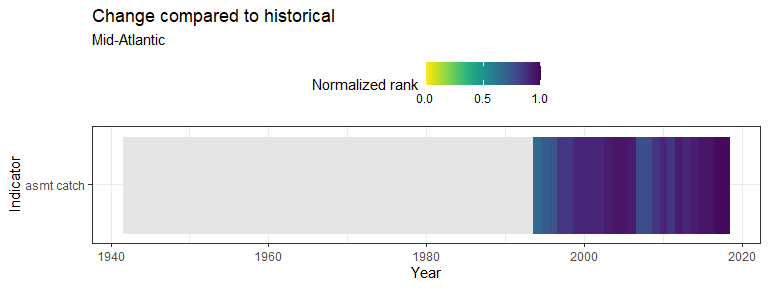 Change compared to historical
Mid-Atlantic
Normalized rank
0.0 0.5 1.0
Indicator
asmt catch
1940 1960 1980 2000 2020
Year